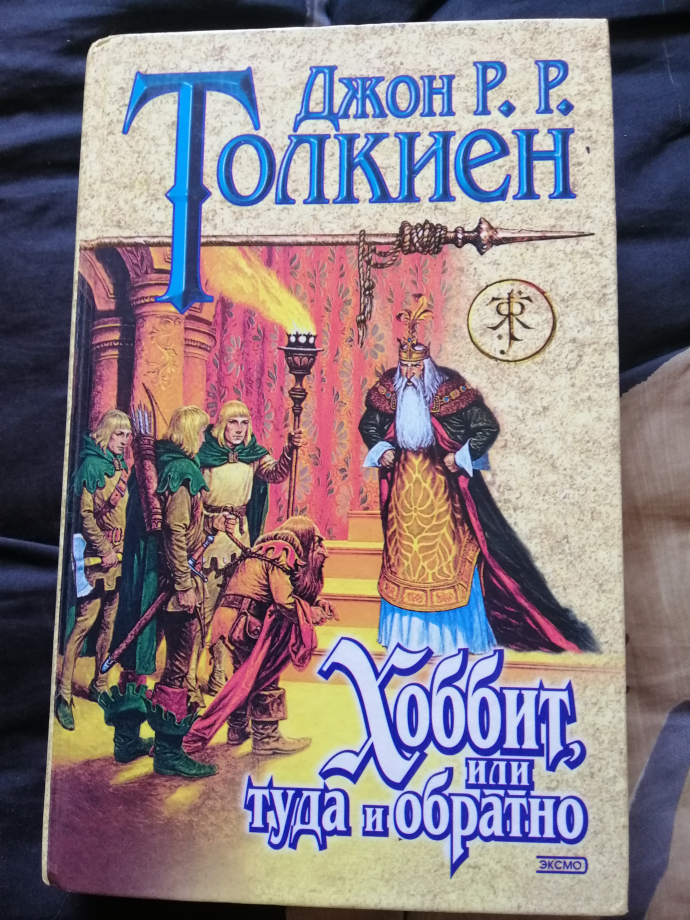 Джон Р. Р.
Толкиен
Хоббит,
или
туда и обратно
ЭКСМО